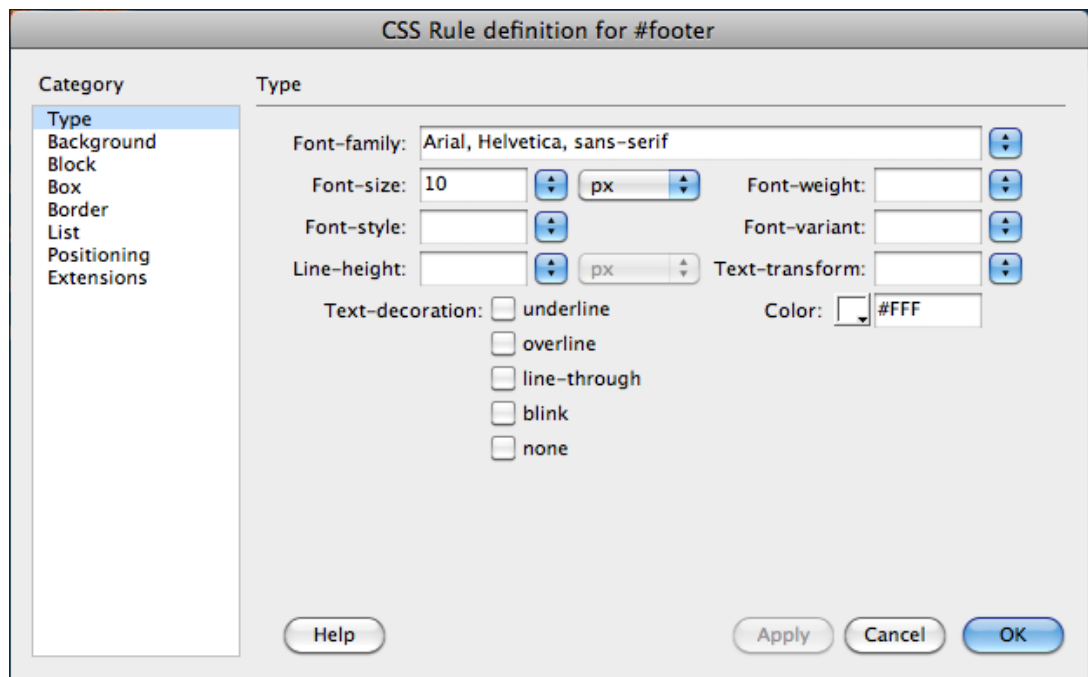 CSS Rule definition for #footer
Category
Type
Background
Block
Box
Border
List
Positioning
Extensions
Type
Font-family: Arial, Helvetica, sans-serif
Font-size: 10 px Font-weight:
Font-style: Font-variant:
Line-height: px Text-transform:
Text-decoration: underline Color: #FFF
overline
line-through
blink
none
Help Apply Cancel OK